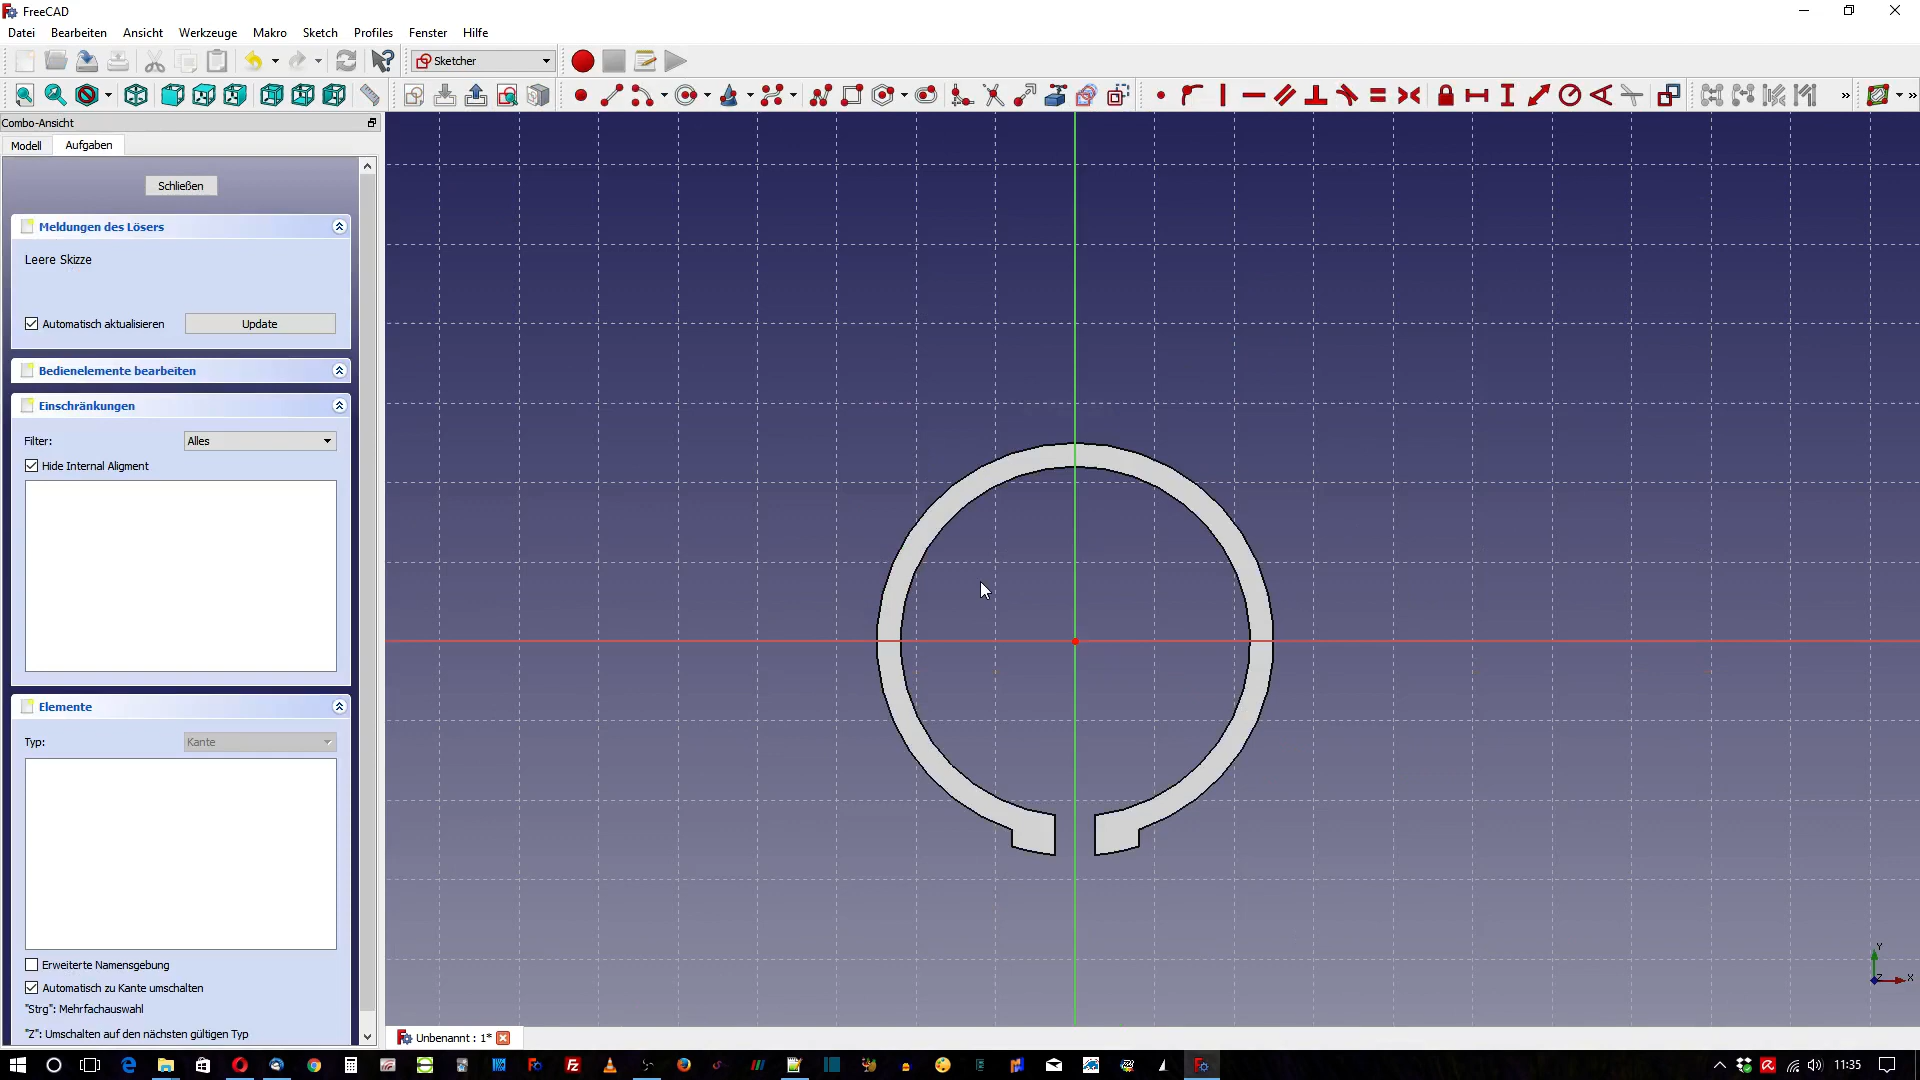 FreeCAD
Datei Bearbeiten Ansicht Werkzeuge Makro Sketch Profiles Fenster Hilfe
Sketcher
Combo-Ansicht
Modell Aufgaben
Schließen
Meldungen des Lösers
Leere Skizze
Automatisch aktualisieren Update
Bedienelemente bearbeiten
Einschränkungen
Filter: Alles
Hide Internal Aligment
Elemente
Typ: Kante
Erweiterte Namensgebung
Automatisch zu Kante umschalten
"Strg": Mehrfachauswahl
"Z": Umschalten auf den nächsten gültigen Typ
Y
Z X
Unbenannt : 1*
11:35